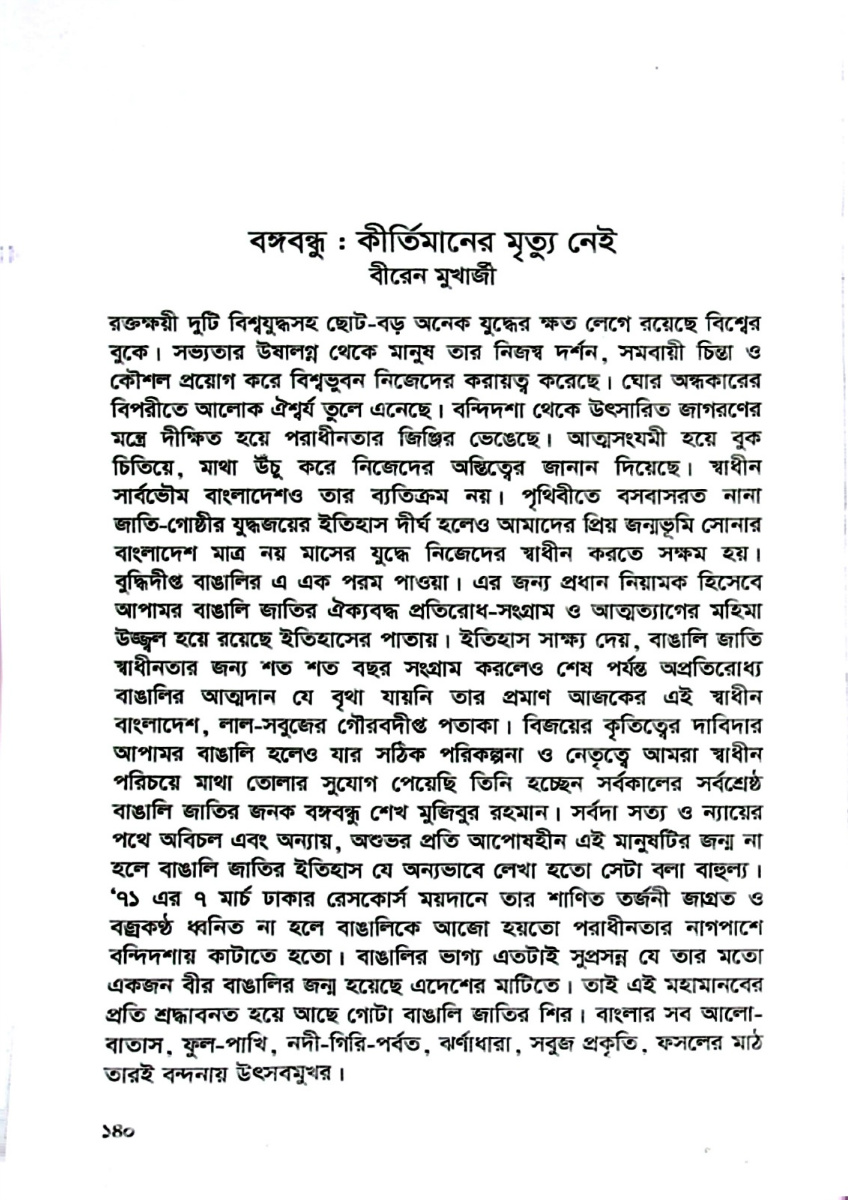 বঙ্গবন্ধু : কীর্তিমানের মৃত্যু নেই
বীরেন মুখার্জী
রক্তক্ষয়ী দুটি বিশ্বযুদ্ধসহ ছোট-বড় অনেক যুদ্ধের ক্ষত লেগে রয়েছে বিশ্বের
বুকে। সভ্যতার উষালগ্ন থেকে মানুষ তার নিজস্ব দর্শন, সমবায়ী চিন্তা ও
কৌশল প্রয়োগ করে বিশ্বভুবন নিজেদের করায়ত্ব করেছে। ঘোর অন্ধকারের
বিপরীতে আলোক ঐশ্বর্য তুলে এনেছে। বন্দিদশা থেকে উৎসারিত জাগরণের
মন্ত্রে দীক্ষিত হয়ে পরাধীনতার জিঞ্জির ভেঙেছে। আত্মসংযমী হয়ে বুক
চিতিয়ে, মাথা উঁচু করে নিজেদের অস্তিত্বের জানান দিয়েছে। স্বাধীন
সার্বভৌম বাংলাদেশও তার ব্যতিক্রম নয়। পৃথিবীতে বসবাসরত নানা
জাতি-গোষ্ঠীর যুদ্ধজয়ের ইতিহাস দীর্ঘ হলেও আমাদের প্রিয় জন্মভূমি সোনার
বাংলাদেশ মাত্র নয় মাসের যুদ্ধে নিজেদের স্বাধীন করতে সক্ষম হয়।
বুদ্ধিদীপ্ত বাঙালির এ এক পরম পাওয়া। এর জন্য প্রধান নিয়ামক হিসেবে
আপামর বাঙালি জাতির ঐক্যবদ্ধ প্রতিরোধ-সংগ্রাম ও আত্মত্যাগের মহিমা
উজ্জ্বল হয়ে রয়েছে ইতিহাসের পাতায়। ইতিহাস সাক্ষ্য দেয়, বাঙালি জাতি
স্বাধীনতার জন্য শত শত বছর সংগ্রাম করলেও শেষ পর্যন্ত অপ্রতিরোধ্য
বাঙালির আত্মদান যে বৃথা যায়নি তার প্রমাণ আজকের এই স্বাধীন
বাংলাদেশ, লাল-সবুজের গৌরবদীপ্ত পতাকা। বিজয়ের কৃতিত্বের দাবিদার
আপামর বাঙালি হলেও যার সঠিক পরিকল্পনা ও নেতৃত্বে আমরা স্বাধীন
পরিচয়ে মাথা তোলার সুযোগ পেয়েছি তিনি হচ্ছেন সর্বকালের সর্বশ্রেষ্ঠ
বাঙালি জাতির জনক বঙ্গবন্ধু শেখ মুজিবুর রহমান। সর্বদা সত্য ও ন্যায়ের
পথে অবিচল এবং অন্যায়, অশুভর প্রতি আপোষহীন এই মানুষটির জন্ম না
হলে বাঙালি জাতির ইতিহাস যে অন্যভাবে লেখা হতো সেটা বলা বাহুল্য।
'৭১ এর ৭ মার্চ ঢাকার রেসকোর্স ময়দানে তার শাণিত তর্জনী জাগ্রত ও
বজ্রকণ্ঠ ধ্বনিত না হলে বাঙালিকে আজো হয়তো পরাধীনতার নাগপাশে
বন্দিদশায় কাটাতে হতো। বাঙালির ভাগ্য এতটাই সুপ্রসন্ন যে তার মতো
একজন বীর বাঙালির জন্ম হয়েছে এদেশের মাটিতে। তাই এই মহামানবের
প্রতি শ্রদ্ধাবনত হয়ে আছে গোটা বাঙালি জাতির শির। বাংলার সব আলো-
বাতাস, ফুল-পাখি, নদী-গিরি-পর্বত, ঝর্ণাধারা, সবুজ প্রকৃতি, ফসলের মাঠ
তারই বন্দনায় উৎসবমুখর।
১৪০